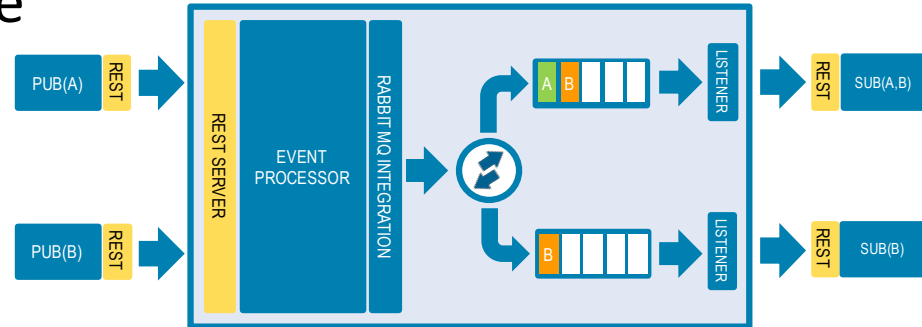 e
PUB(A)
REST
REST SERVER
EVENT
PROCESSOR
RABBIT MQ INTEGRATION
A
B
LISTENER
REST
SUB(A,B)
PUB(B)
REST
B
LISTENER
REST
SUB(B)